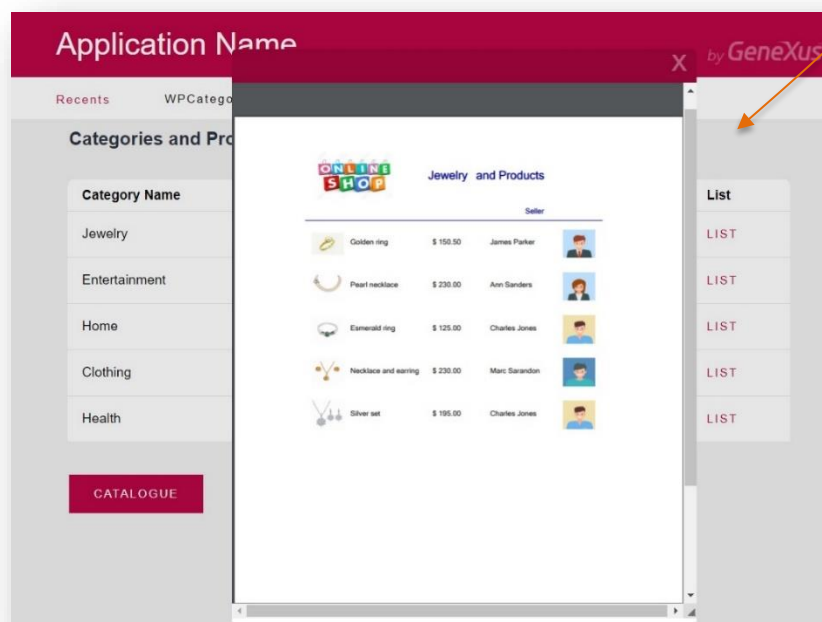 Application Name
by GeneXus
X
Recents WPCatego
Categories and Pro
ONLINE
SHOP
Jewelry and Products
Seller
Category Name
List
Golden ring $ 150.50 James Parker
Jewelry
LIST
Pearl necklace $ 230.00 Ann Sanders
Entertainment
LIST
Esmerald ring $ 125.00 Charles Jones
Home
LIST
Necklace and earring $ 230.00 Marc Sarandon
Clothing
LIST
Silver set $ 195.00 Charles Jones
Health
LIST
CATALOGUE